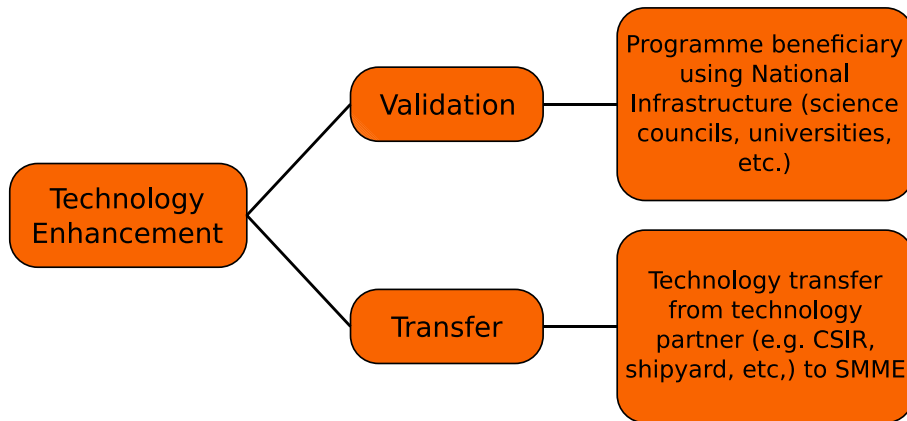 Technology
Enhancement
Validation
Programme beneficiary
using National
Infrastructure (science
councils, universities,
etc.)
Transfer
Technology transfer
from technology
partner (e.g. CSIR,
shipyard, etc,) to SMME